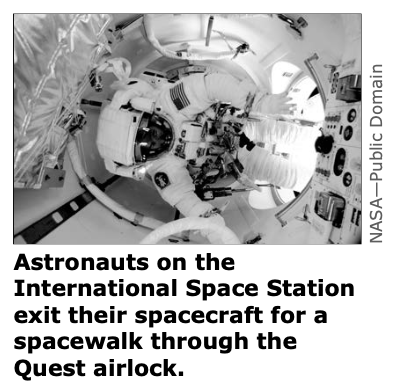 NASA—Public Domain
Astronauts on the
International Space Station
exit their spacecraft for a
spacewalk through the
Quest airlock.